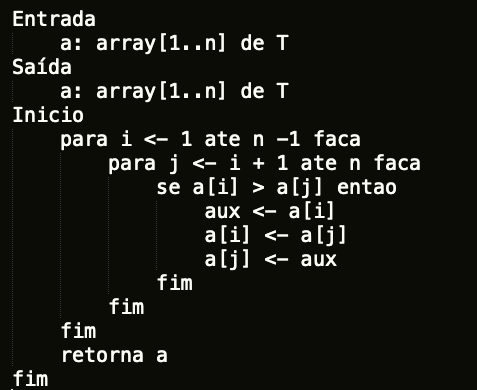 Entrada
    a: array[1..n] de T
Saída
    a: array[1..n] de T
Inicio
    para i <- 1 ate n -1 faca
        para j <- i + 1 ate n faca
            se a[i] > a[j] entao
                aux <- a[i]
                a[i] <- a[j]
                a[j] <- aux
            fim
        fim
    fim
    retorna a
fim